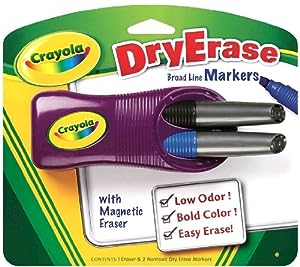 Crayola
DryErase
Broad Line Markers
Crayola
with
Magnetic
Eraser
Low Odor!
Bold Color!
Easy Erase!
CONTENTS 1 Eraser & 2 Nontoxic Dry Erase Markers